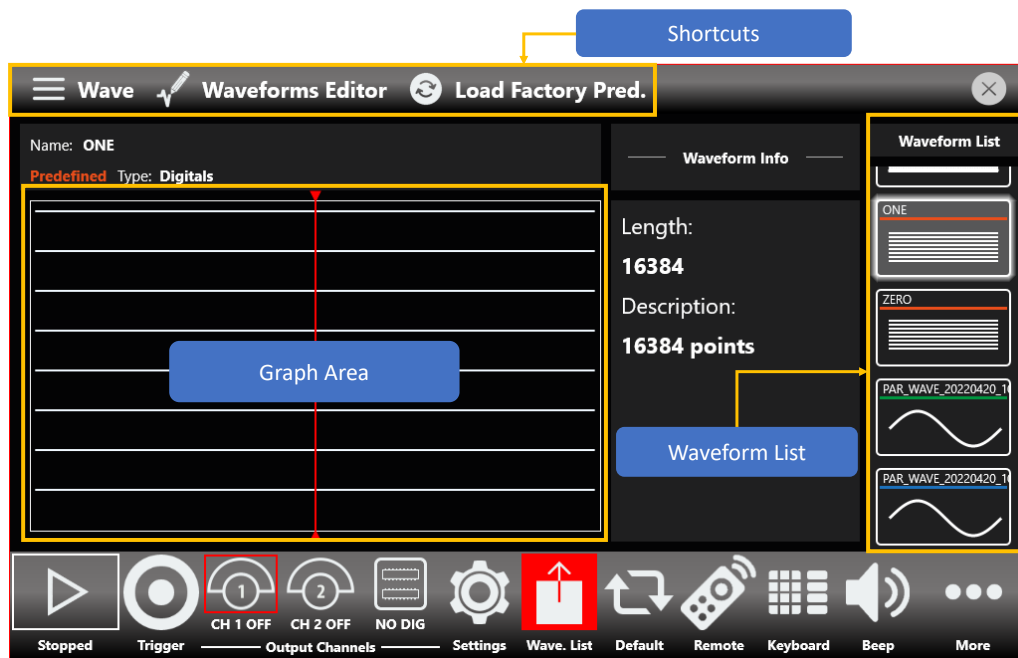 Shortcuts
Wave
Waveforms Editor
Load Factory Pred.
Name: ONE
Predefined Type: Digitals
Waveform Info
Length:
16384
Description:
16384 points
Graph Area
Waveform List
Waveform List
ONE
ZERO
PAR_WAVE_20220420_1
PAR_WAVE_20220420_1
1
2
CH 1 OFF
CH 2 OFF
NO DIG
Stopped
Trigger
Output Channels
Settings
Wave. List
Default
Remote
Keyboard
Beep
More